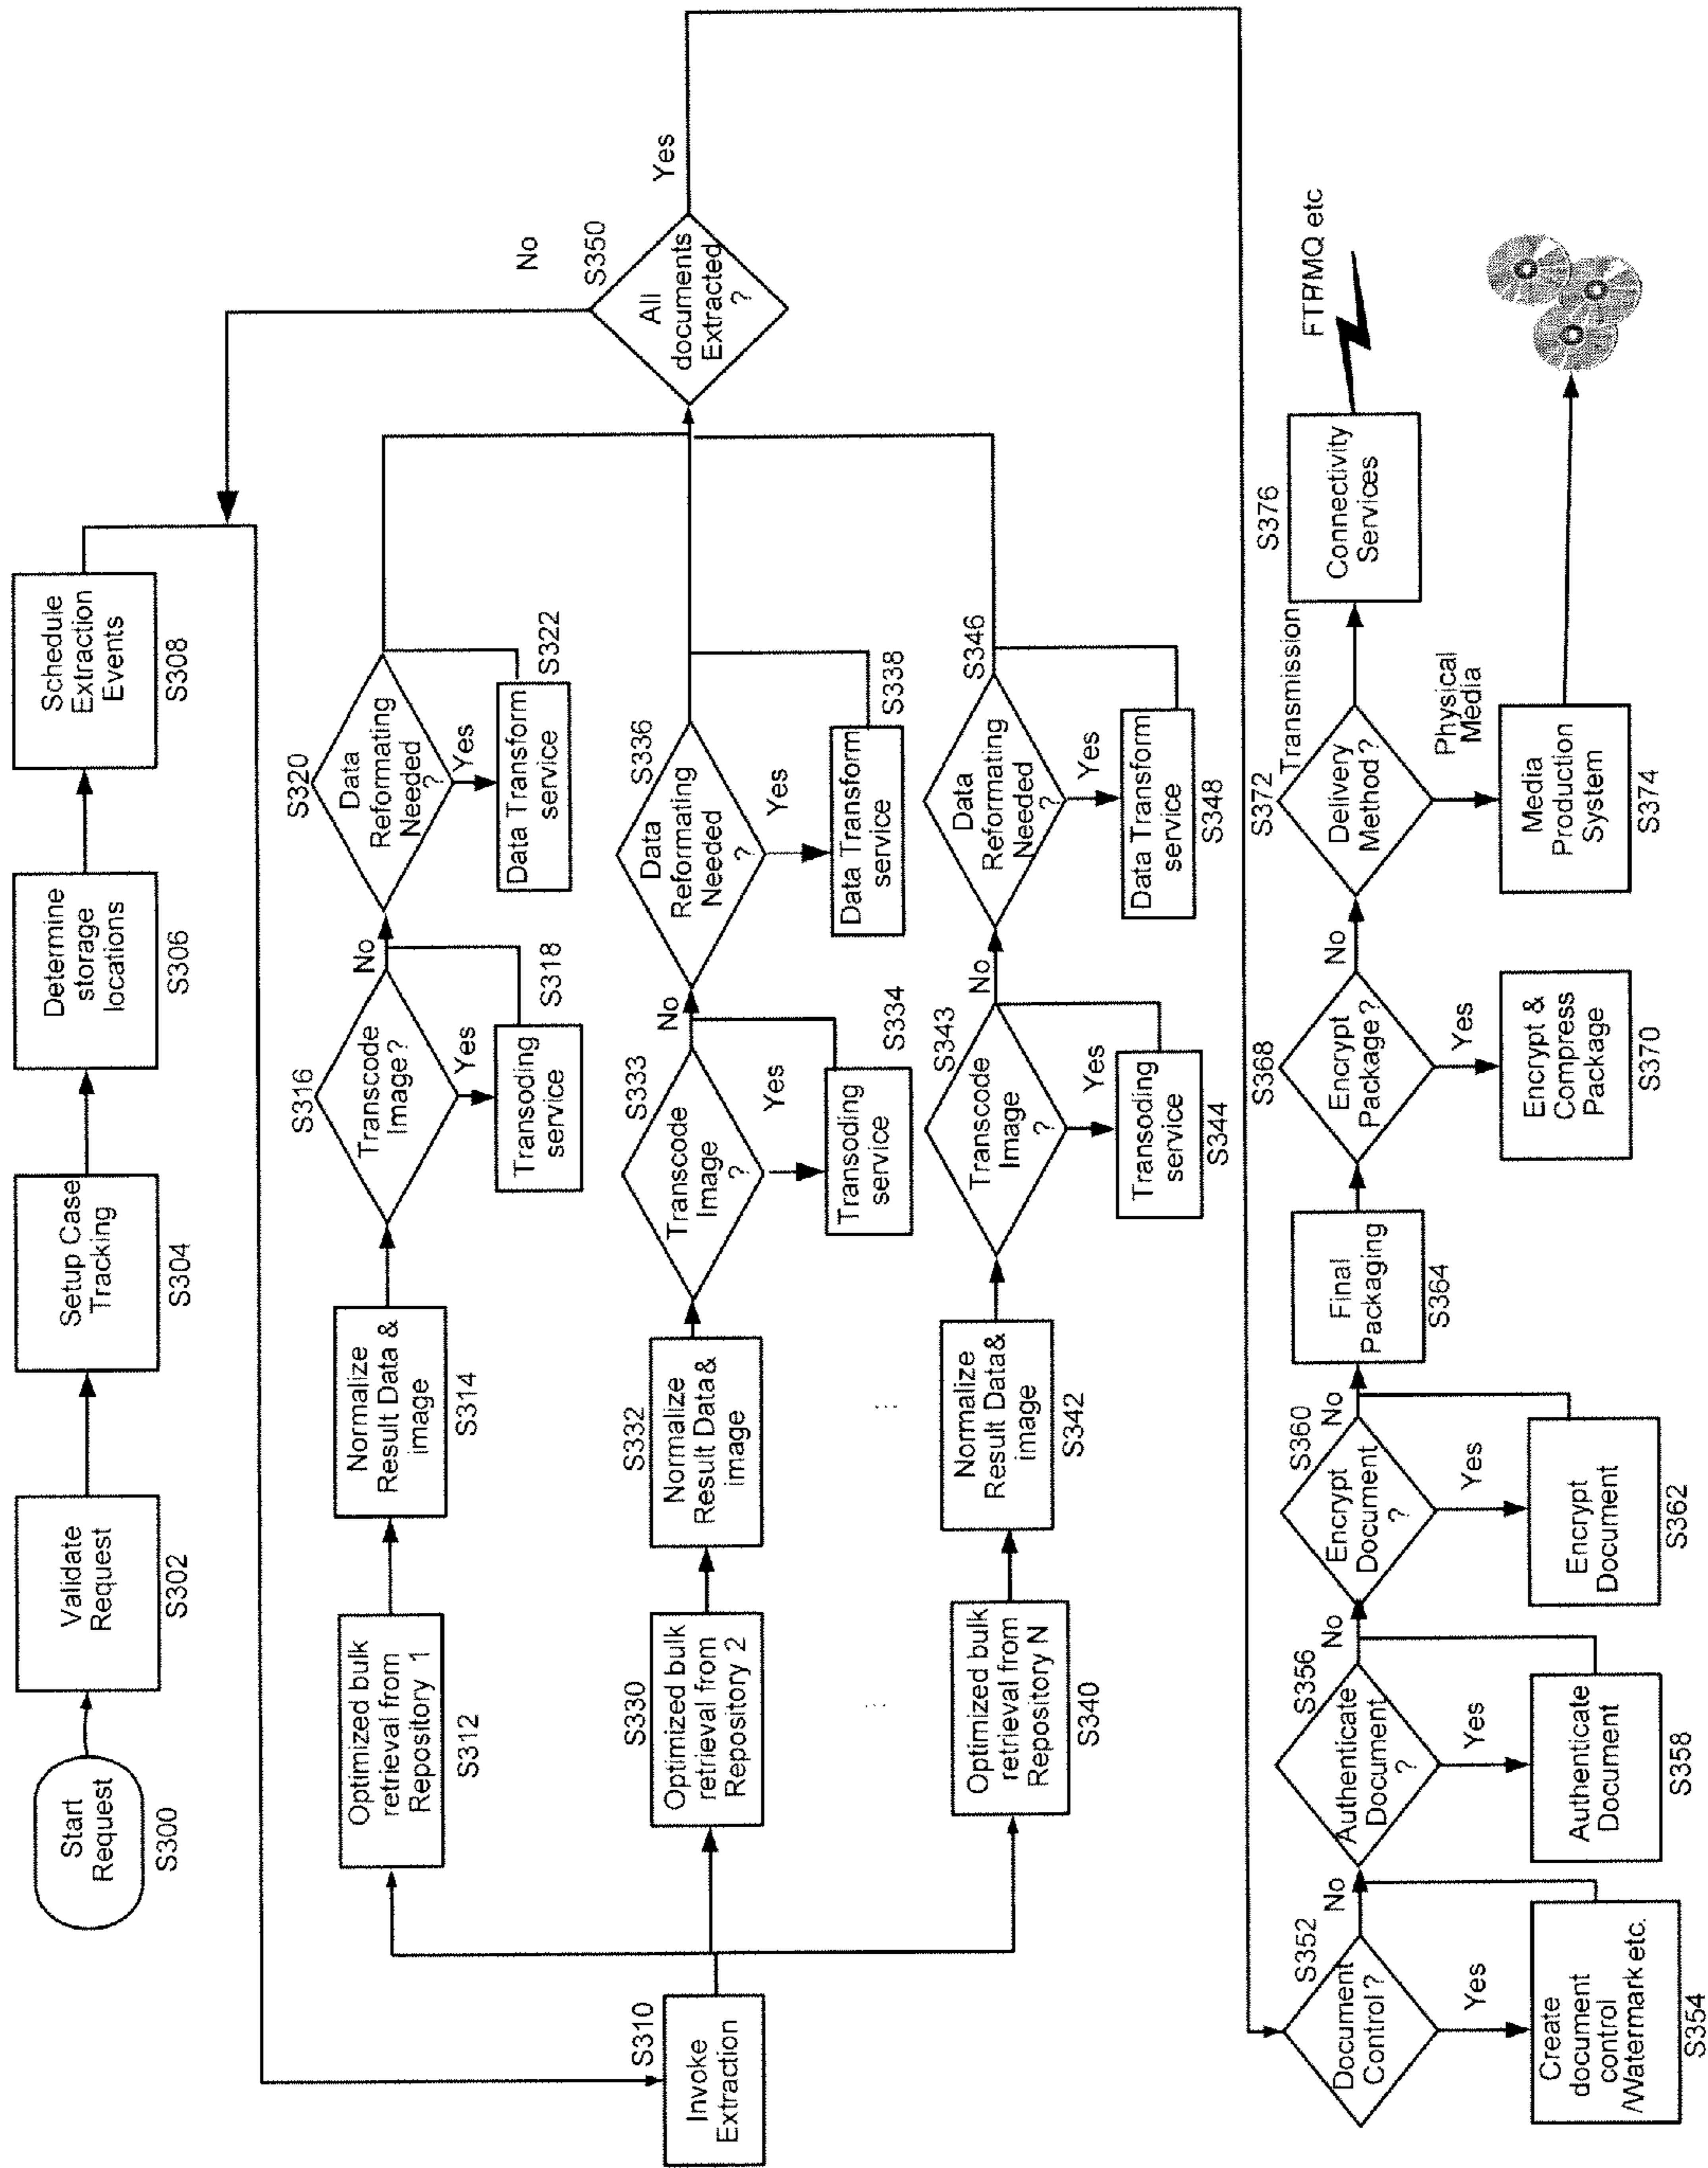 Start
Request
S300
Validate
Request
S302
Setup Case
Tracking
S304
Determine
storage
locations
S306
Schedule
Extraction
Events
S308
S310
Invoke
Extraction
Optimized bulk
retrieval from
Repository 1
S312
Normalize
Result Data &
image
S314
S316
Transcode
Image?
No
Yes
Transoding
service
S318
S320
Data
Reformating
Needed
?
Yes
Data Transform
service
S322
S330
Optimized bulk
retrieval from
Repository 2
S332
Normalize
Result Data&
image
S333
Transcode
Image
?
No
Yes
Transoding
service
S334
S336
Data
Reformating
Needed
?
Yes
Data Transform
service
S338
Optimized bulk
retrieval from
Repository N
S340
Normalize
Result Data&
image
S342
S343
Transcode
Image
?
No
Yes
Transoding
service
S344
S346
Data
Reformating
Needed
?
Yes
Data Transform
service
S348
No
S350
All
documents
Extracted
?
Yes
S352
Document
Control ?
No
Yes
Create
document
control
/Watermark etc.
S354
S356
Authenticate
Document
?
No
Yes
Authenticate
Document
S358
S360
Encrypt
Document
?
No
Yes
Encrypt
Document
S362
Final
Packaging
S364
S368
Encrypt
Package?
No
Yes
Encrypt &
Compress
Package
S370
S372
Delivery
Method ?
Transmission
Physical
Media
Media
Production
System
S374
S376
Connectivity
Services
FTP/MQ etc